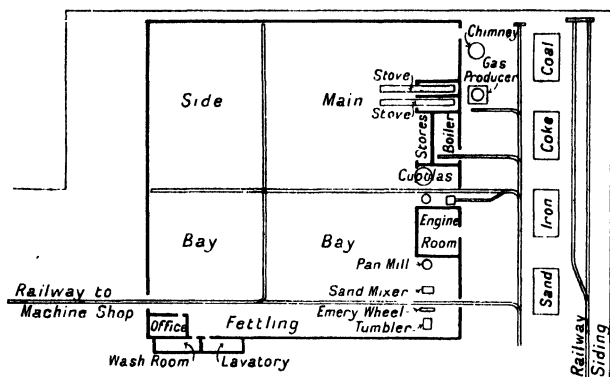 Chimney
Gas
Producer
Stove
Stove
Side
Main
Stores
Boiler
Cupolas
Coal
Coke
Iron
Sand
Bay
Bay
Engine
Room
Pan Mill
Sand Mixer
Emery Wheel
Tumbler
Railway to
Machine Shop
Office
Fettling
Wash Room
Lavatory
Railway
Siding